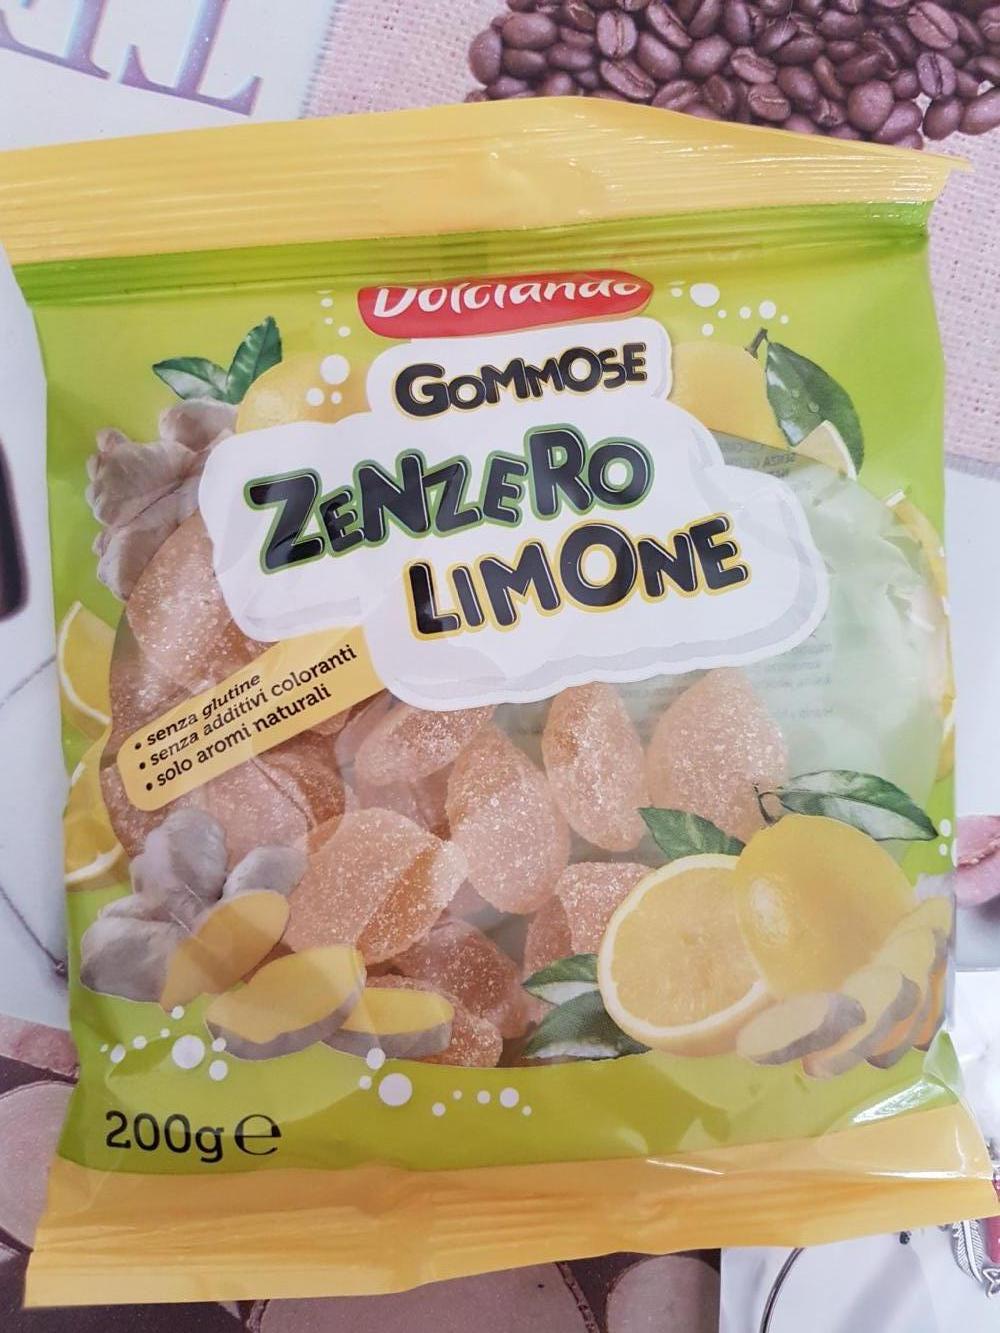 Dolciando
GOMMOSE
ZENZERO
LIMONE
• senza glutine
• senza additivi coloranti
• solo aromi naturali
200g e